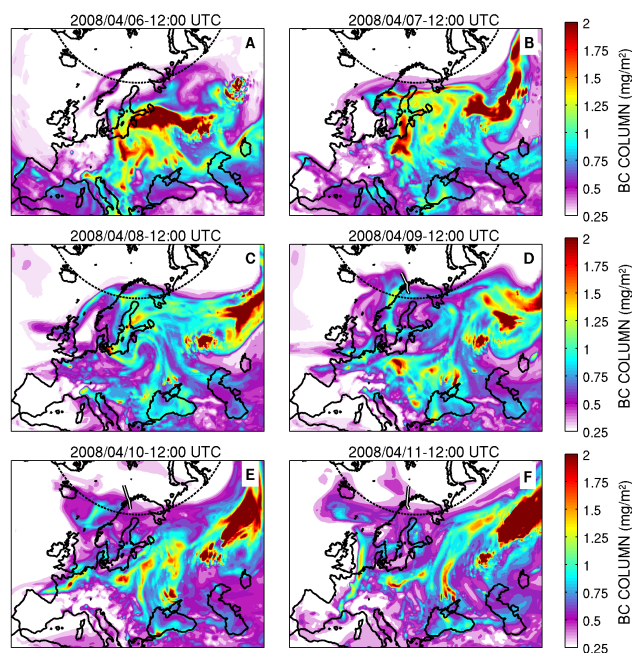 2008/04/06-12:00 UTC
2008/04/07-12:00 UTC
A
B
2
1.75
1.5
1.25
1
0.75
0.5
0.25
BC COLUMN (mg/m²)
2008/04/08-12:00 UTC
2008/04/09-12:00 UTC
C
D
2
1.75
1.5
1.25
1
0.75
0.5
0.25
BC COLUMN (mg/m²)
2008/04/10-12:00 UTC
2008/04/11-12:00 UTC
E
F
2
1.75
1.5
1.25
1
0.75
0.5
0.25
BC COLUMN (mg/m²)